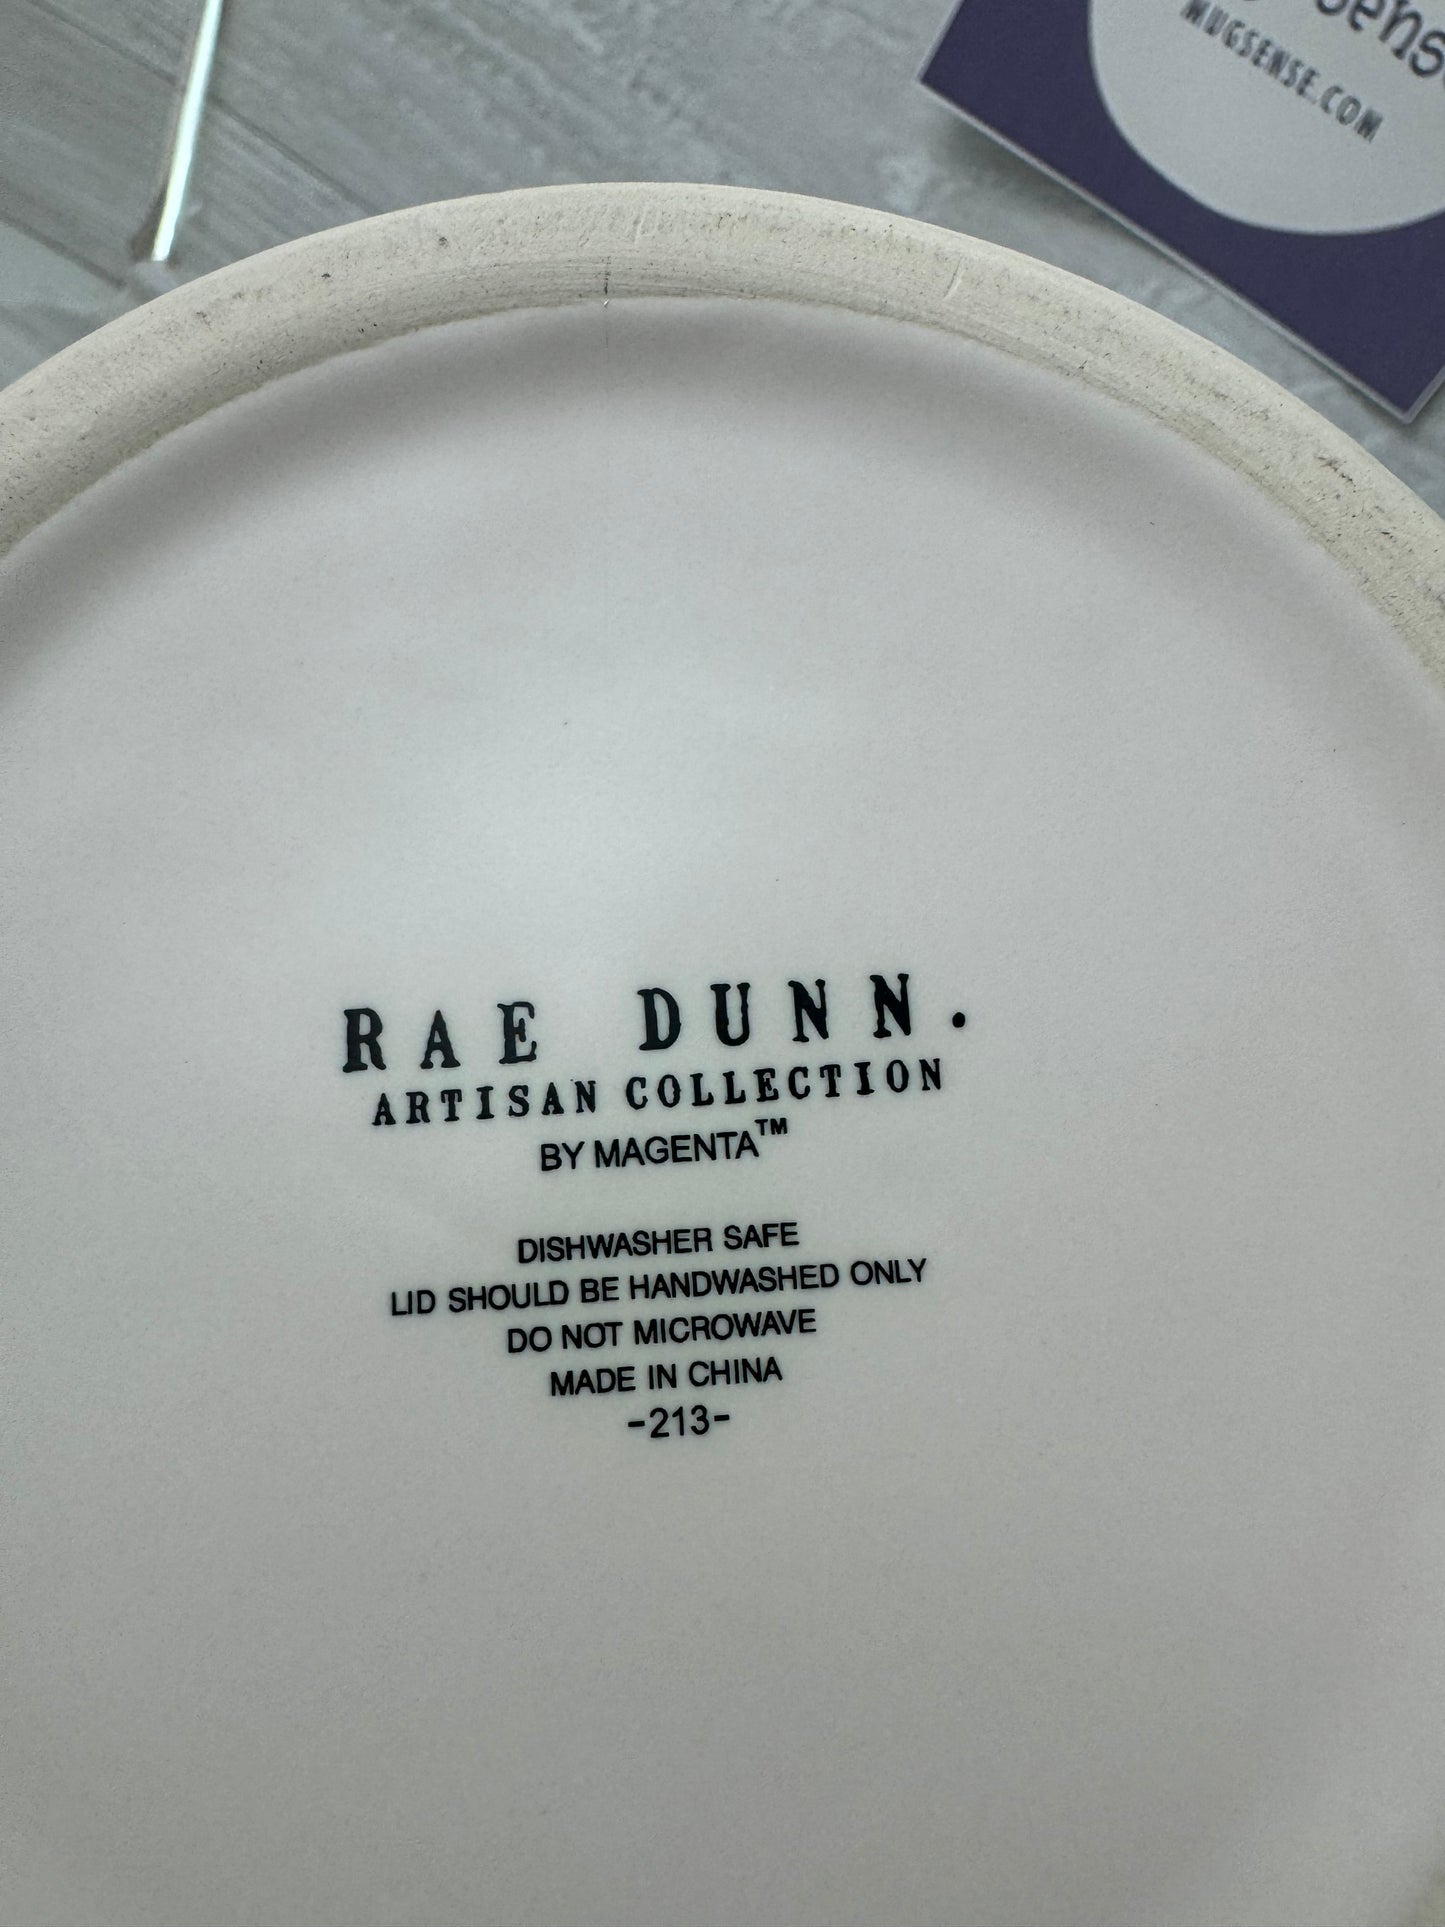 MUGSENSE.COM
RAE DUNN.
ARTISAN COLLECTION
BY MAGENTA™
DISHWASHER SAFE
LID SHOULD BE HANDWASHED ONLY
DO NOT MICROWAVE
MADE IN CHINA
-213-